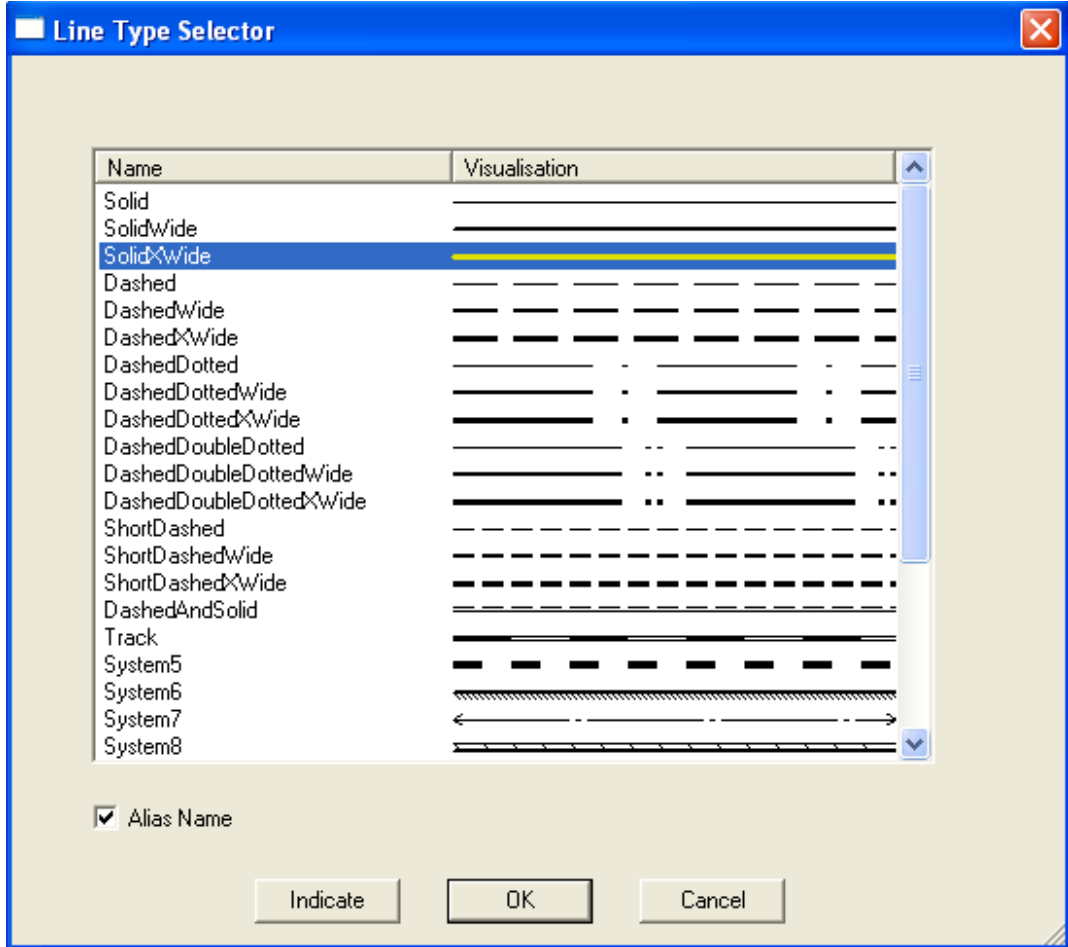 Line Type Selector
Name Visualisation
Solid
SolidWide
SolidXWide
Dashed
DashedWide
DashedXWide
DashedDotted
DashedDottedWide
DashedDottedXWide
DashedDoubleDotted
DashedDoubleDottedWide
DashedDoubleDottedXWide
ShortDashed
ShortDashedWide
ShortDashedXWide
DashedAndSolid
Track
System5
System6
System7
System8
Alias Name
Indicate OK Cancel